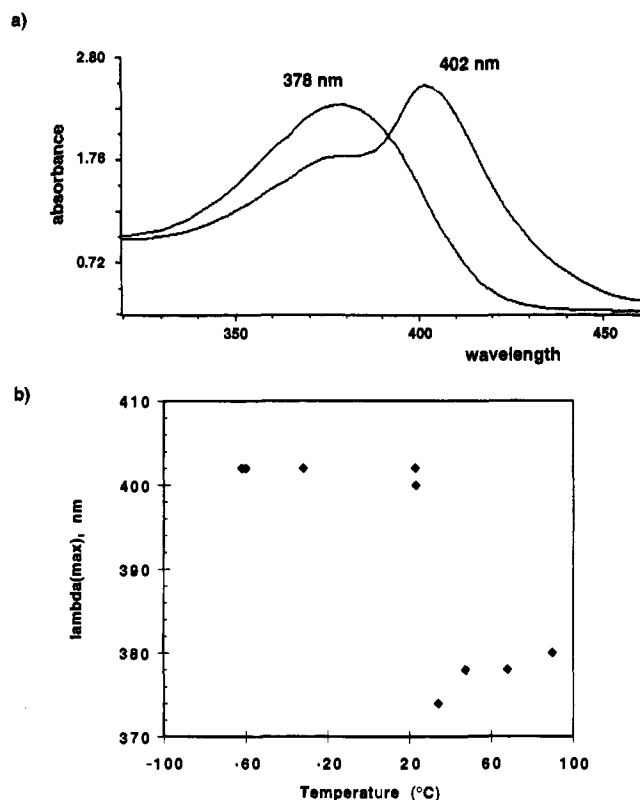 a)
2.80
378 nm
402 nm
absorbance
1.76
0.72
350
400
450
wavelength
b)
410
400
lambda(max), nm
390
380
370
-100
-60
-20
20
60
100
Temperature (°C)